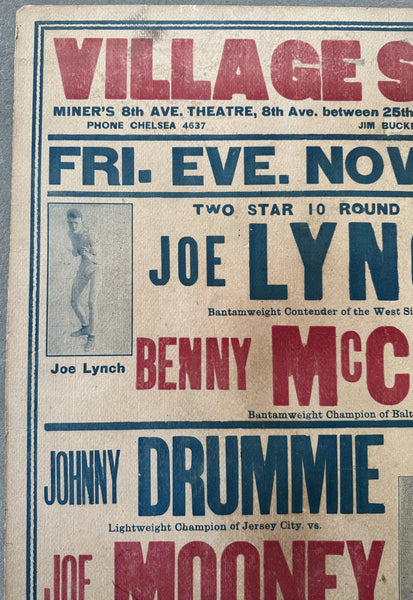 VILLAGE S
MINER'S 8th AVE. THEATRE, 8th Ave. between 25th
PHONE CHELSEA 4637 JIM BUCK
FRI. EVE. NOV
TWO STAR 10 ROUND
JOE LYN
Bantamweight Contender of the West Si
Joe Lynch
BENNY McC
Bantamweight Champion of Balt
JOHNNY DRUMMIE
Lightweight Champion of Jersey City. vs.
JOE MOONEY